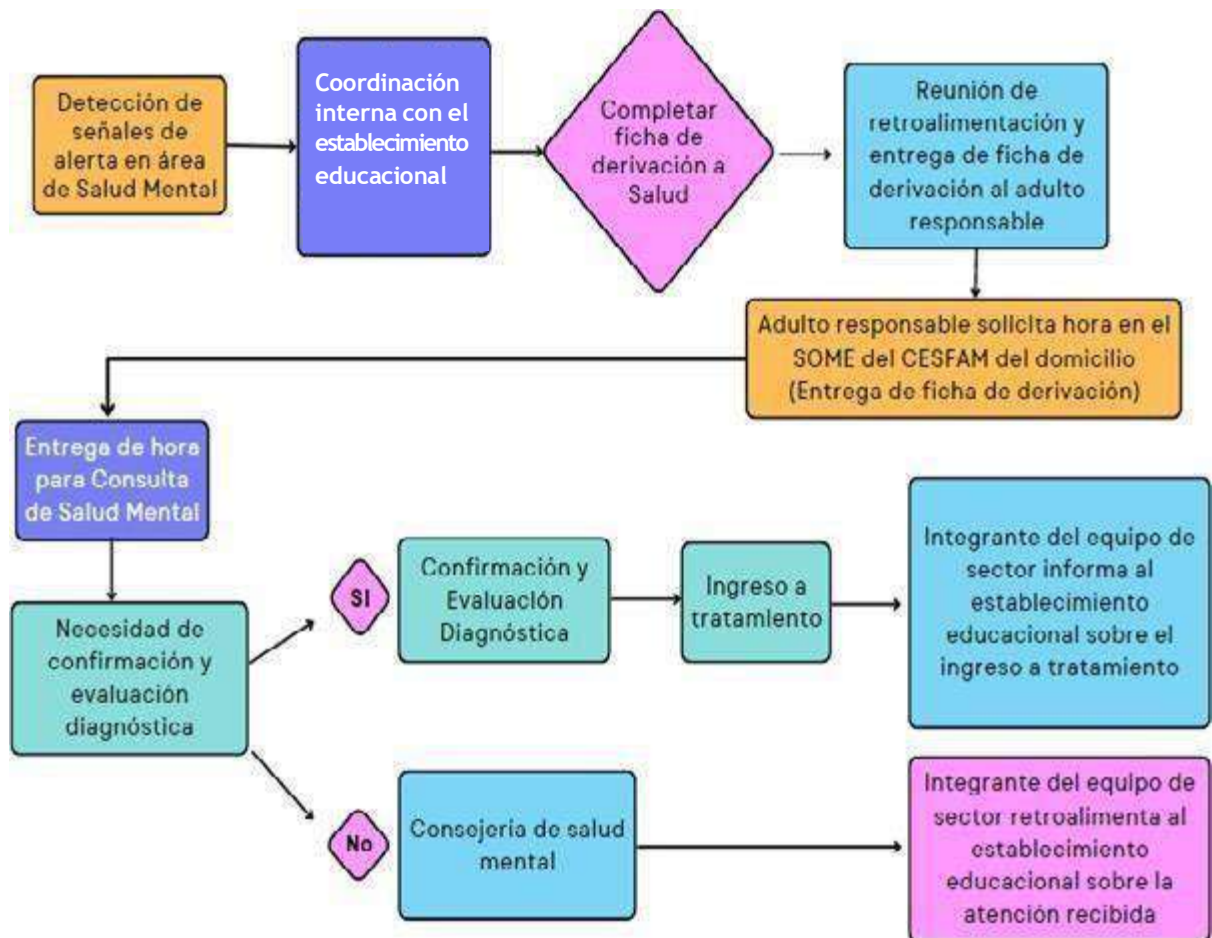 Detección de
señales de
alerta en área
de Salud Mental
Coordinación
interna con el
establecimiento
educacional
Completar
ficha de
derivación a
Salud
Reunión de
retroalimentación y
entrega de ficha de
derivación al adulto
responsable
Adulto responsable solicita hora en el
SOME del CESFAM del domicilio
(Entrega de ficha de derivación)
Entrega de hora
para Consulta
de Salud Mental
Necesidad de
confirmación y
evaluación
diagnóstica
SI
Confirmación y
Evaluación
Diagnóstica
Ingreso a
tratamiento
Integrante del equipo de
sector informa al
establecimiento
educacional sobre el
ingreso a tratamiento
No
Consejeria de salud
mental
Integrante del equipo de
sector retroalimenta al
establecimiento
educacional sobre la
atención recibida